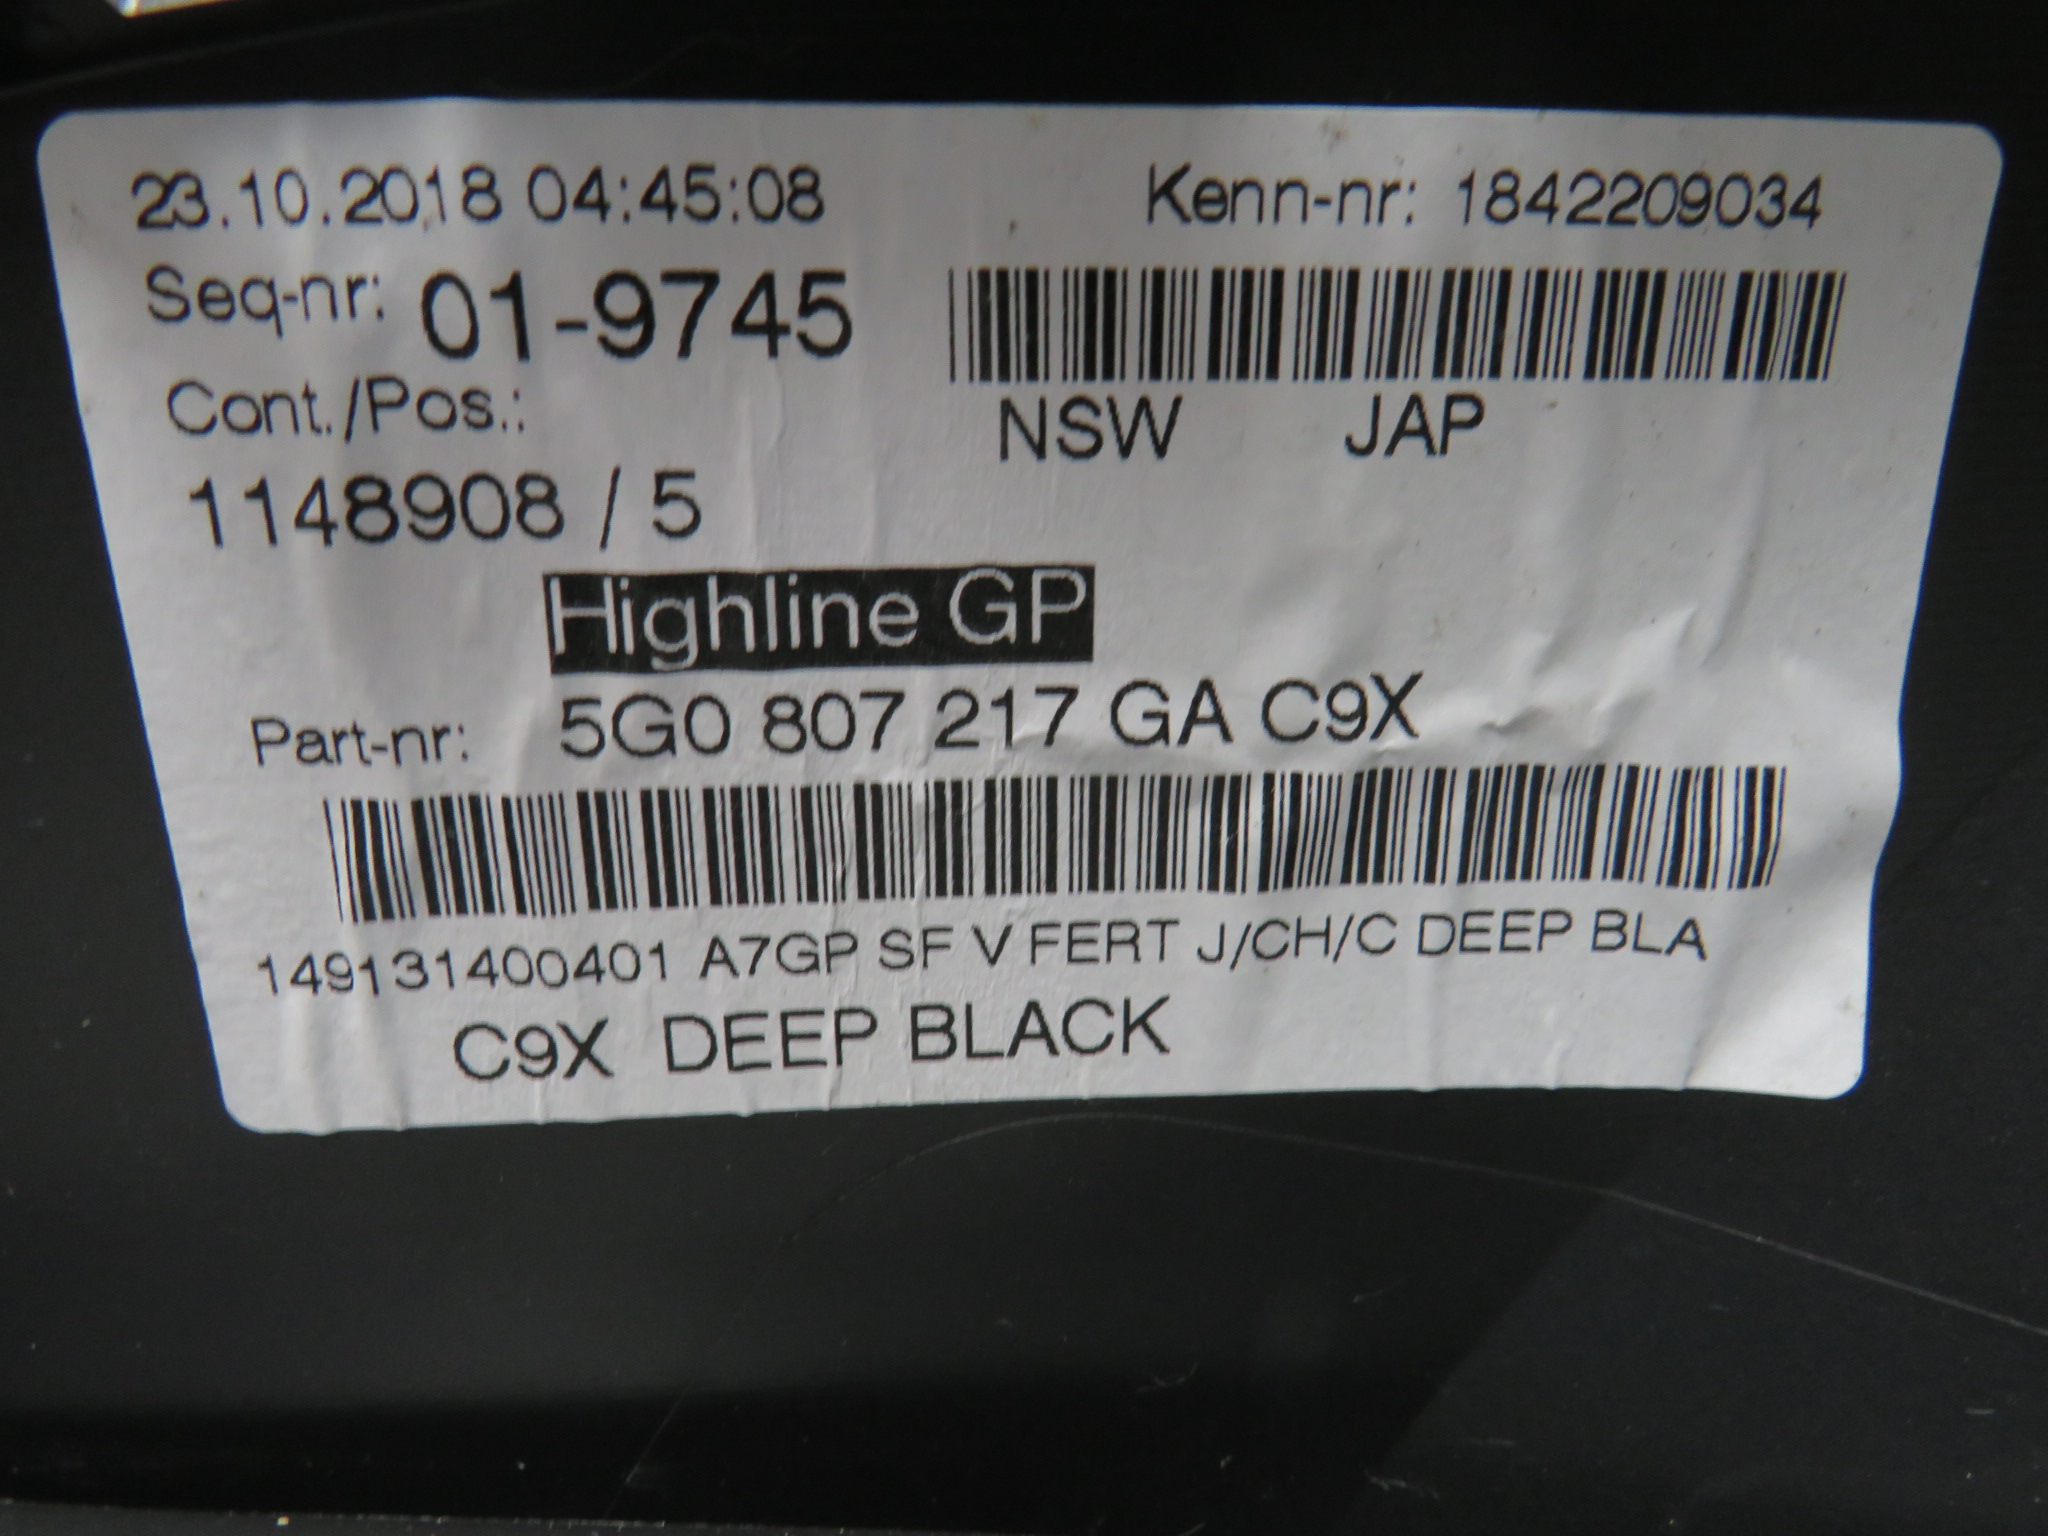 23.10.2018 04:45:08 Kenn-nr: 1842209034
Seq-nr: 01-9745
NSW JAP
Cont./Pos.:
1148908 / 5
Highline GP
Part-nr: 5G0 807 217 GA C9X
149131400401 A7GP SF V FERT J/CH/C DEEP BLA
C9X DEEP BLACK